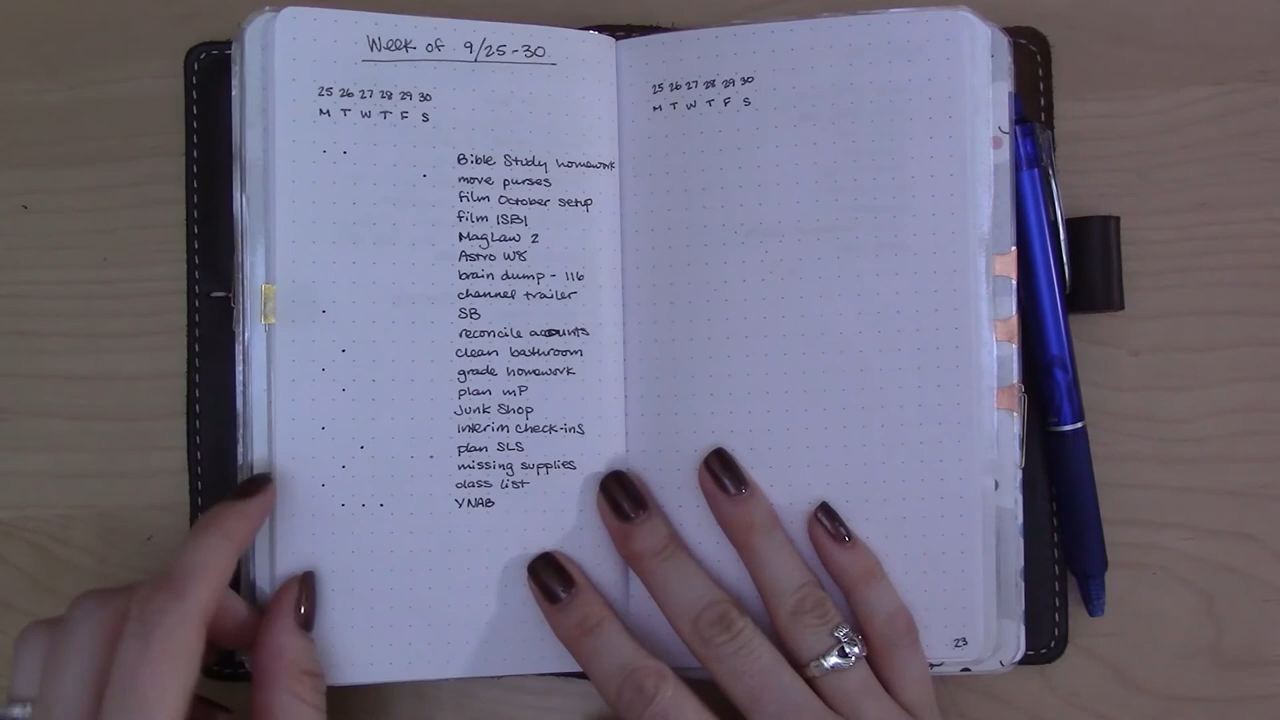 Week of 9/25-30
25 26 27 28 29 30
M T W T F S
Bible Study homework
move purses
film October setup
film ISB1
MagLaw 2
Astro W8
brain dump - 116
channel trailer
SB
reconcile accounts
clean bathroom
grade homework
plan MP
Junk Shop
interim check-ins
plan SLS
missing supplies
class list
YNAB
25 26 27 28 29 30
M T W T F S
23